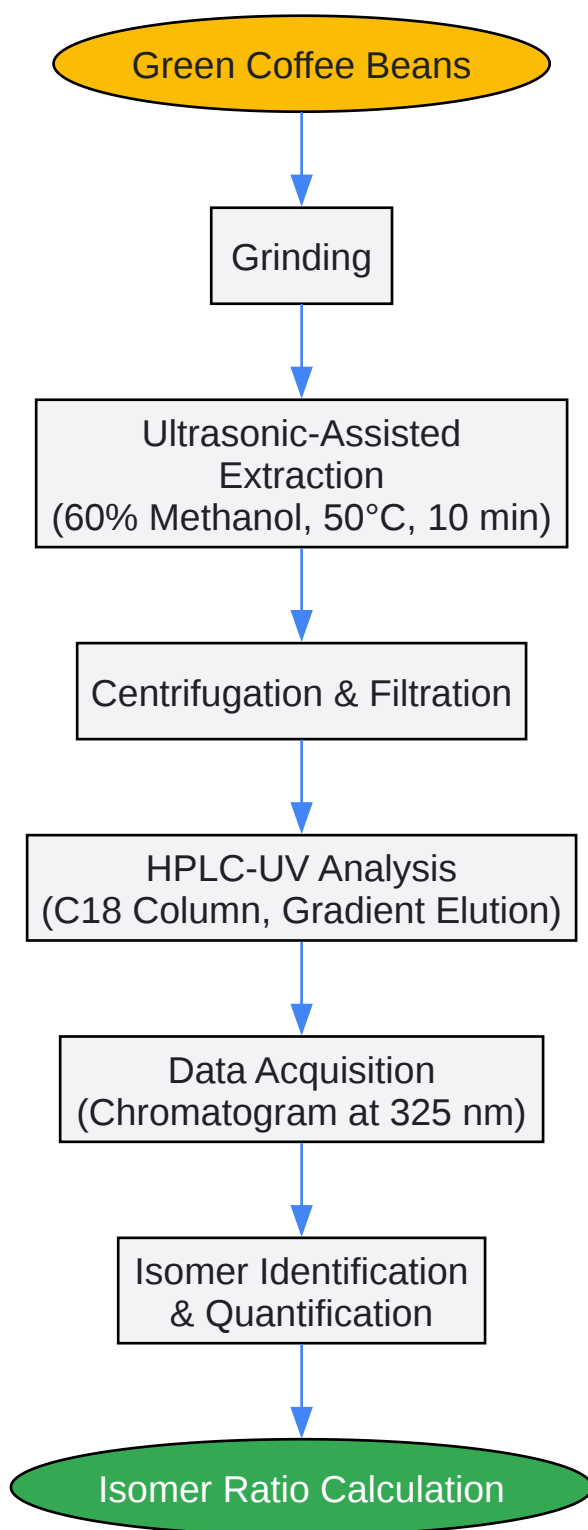 Green Coffee Beans
Grinding
Ultrasonic-Assisted
Extraction
(60% Methanol, 50°C, 10 min)
Centrifugation & Filtration
HPLC-UV Analysis
(C18 Column, Gradient Elution)
Data Acquisition
(Chromatogram at 325 nm)
Isomer Identification
& Quantification
Isomer Ratio Calculation